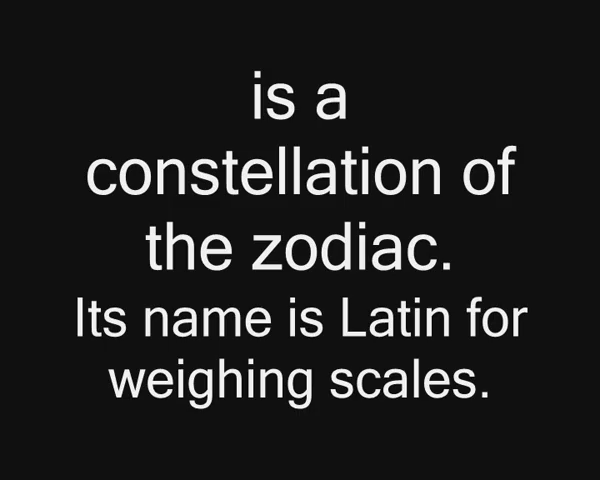 is a
constellation of
the zodiac.
Its name is Latin for
weighing scales.